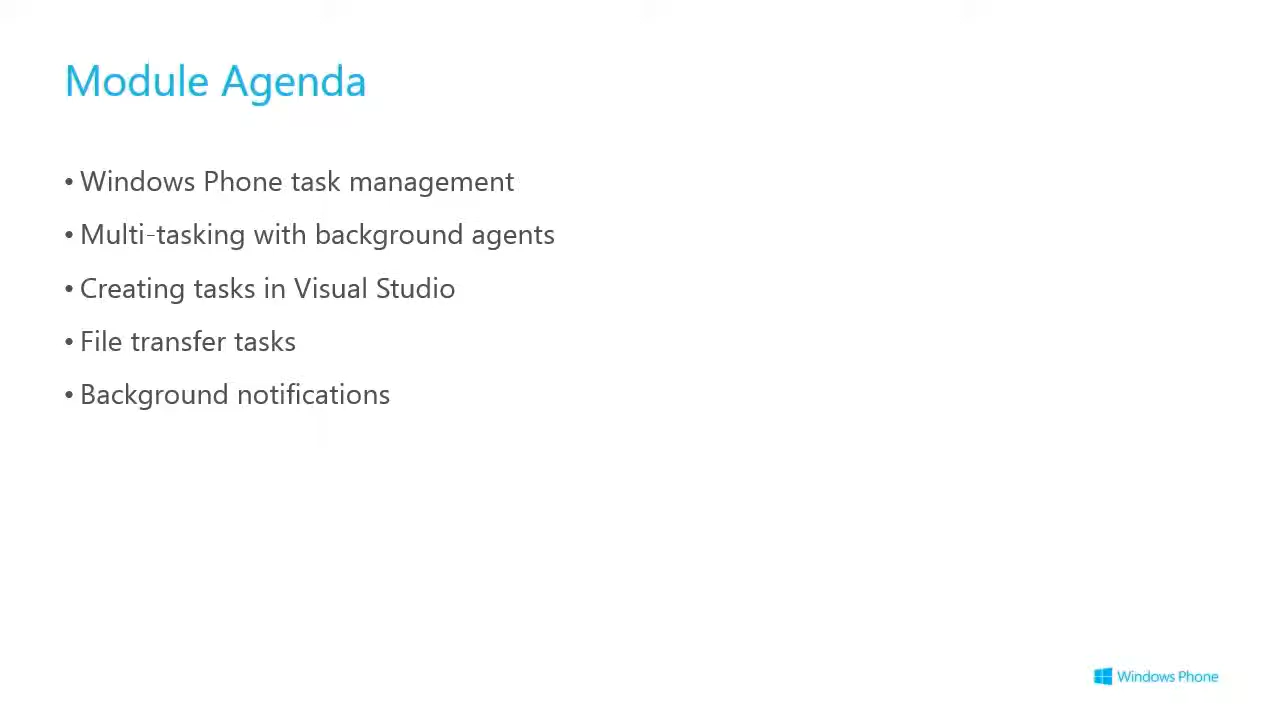 Module Agenda
• Windows Phone task management
• Multi-tasking with background agents
• Creating tasks in Visual Studio
• File transfer tasks
• Background notifications
Windows Phone